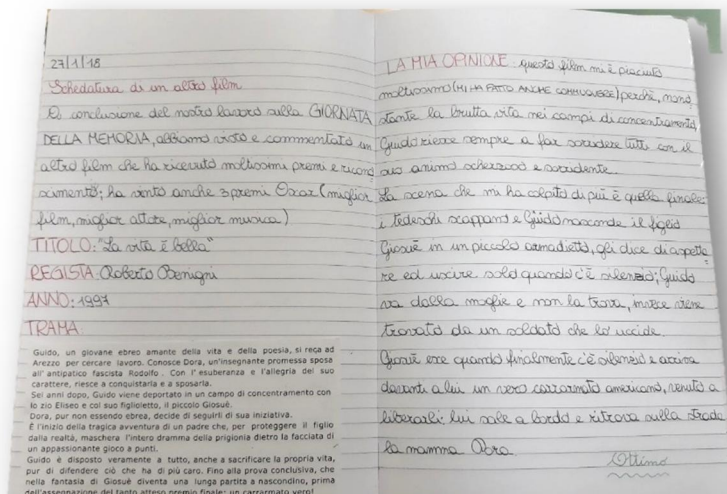 27/1/18
Schedatura di un altro film
A conclusione del nostro lavoro sulla GIORNATA
DELLA MEMORIA, abbiamo visto e commentato un
altro film che ha ricevuto moltissimi premi e ricono
scimenti; ha vinto anche 3 premi Oscar (miglior
film, miglior attore, miglior musica)
TITOLO: "La vita è bella"
REGISTA: Roberto Benigni
ANNO: 1997
TRAMA:
Guido, un giovane ebreo amante della vita e della poesia, si reca ad
Arezzo per cercare lavoro. Conosce Dora, un'insegnante promessa sposa
all' antipatico fascista Rodolfo . Con l' esuberanza e l'allegria del suo
carattere, riesce a conquistarla e a sposarla.
Sei anni dopo, Guido viene deportato in un campo di concentramento con
lo zio Eliseo e col suo figlioletto, il piccolo Giosuè.
Dora, pur non essendo ebrea, decide di seguirli di sua iniziativa.
È l'inizio della tragica avventura di un padre che, per proteggere il figlio
dalla realtà, maschera l'intero dramma della prigionia dietro la facciata di
un appassionante gioco a punti.
Guido è disposto veramente a tutto, anche a sacrificare la propria vita,
pur di difendere ciò che ha di più caro. Fino alla prova conclusiva, che
nella fantasia di Giosuè diventa una lunga partita a nascondino, prima
dell'assegnazione del tanto atteso premio finale: un carrarmato vero!
LA MIA OPINIONE: questo film mi è piaciuto
moltissimo (MI HA FATTO ANCHE COMMUOVERE) perchè, nono
stante la brutta vita nei campi di concentramento,
Guido riesce sempre a far sorridere tutti con il
suo animo scherzoso e sorridente.
La scena che mi ha colpito di più è quella finale:
i tedeschi scappano e Guido nasconde il figlio
Giosuè in un piccolo armadietto, gli dice di aspetta
re ed uscire solo quando c'è silenzio; Guido
va dalla moglie e non la trova, invece viene
trovato da un soldato che lo uccide.
Giosuè esce quando finalmente c'è silenzio e arriva
davanti a lui un vero carrarmato americano, venuto a
liberarli: lui sale a bordo e ritrova sulla strada
la mamma Dora
Ottimo